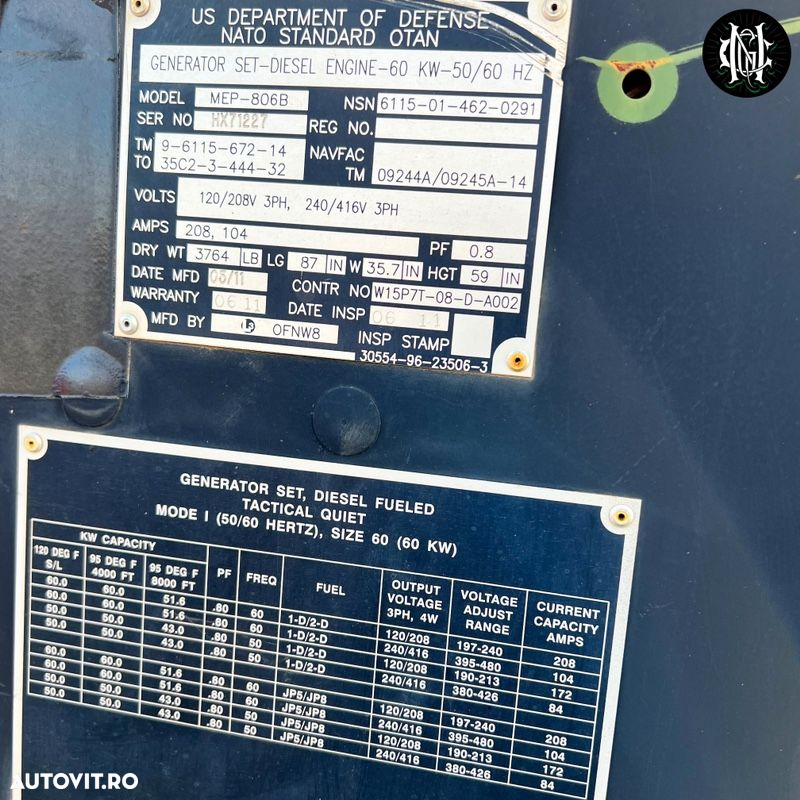 US DEPARTMENT OF DEFENSE
NATO STANDARD OTAN
GENERATOR SET-DIESEL ENGINE-60 KW-50/60 HZ
MODEL MEP-806B NSN 6115-01-462-0291
SER NO HX71227 REG NO.
TM 9-6115-672-14 NAVFAC
TO 35C2-3-444-32 TM 09244A/09245A-14
VOLTS 120/208V 3PH, 240/416V 3PH
AMPS 208, 104 PF 0.8
DRY WT 3764 LB LG 87 IN W 35.7 IN HGT 59 IN
DATE MFD 06/11 CONTR NO W15P7T-08-D-A002
WARRANTY 06 11 DATE INSP 06 11
MFD BY L3 OFNW8 INSP STAMP
30554-96-23506-3
GENERATOR SET, DIESEL FUELED
TACTICAL QUIET
MODE I (50/60 HERTZ), SIZE 60 (60 KW)
KW CAPACITY
120 DEG F S/L 95 DEG F 4000 FT 95 DEG F 8000 FT PF FREQ FUEL OUTPUT VOLTAGE 3PH, 4W VOLTAGE ADJUST RANGE CURRENT CAPACITY AMPS
60.0 60.0 51.6 .80 60 1-D/2-D 120/208 197-240 208
60.0 60.0 51.6 .80 60 1-D/2-D 240/416 395-480 104
50.0 50.0 43.0 .80 50 1-D/2-D 120/208 190-213 172
50.0 50.0 43.0 .80 50 1-D/2-D 240/416 380-426 84
60.0 60.0 51.6 .80 60 JP5/JP8 120/208 197-240 208
60.0 60.0 51.6 .80 60 JP5/JP8 240/416 395-480 104
50.0 50.0 43.0 .80 50 JP5/JP8 120/208 190-213 172
50.0 50.0 43.0 .80 50 JP5/JP8 240/416 380-426 84
AUTOVIT.RO